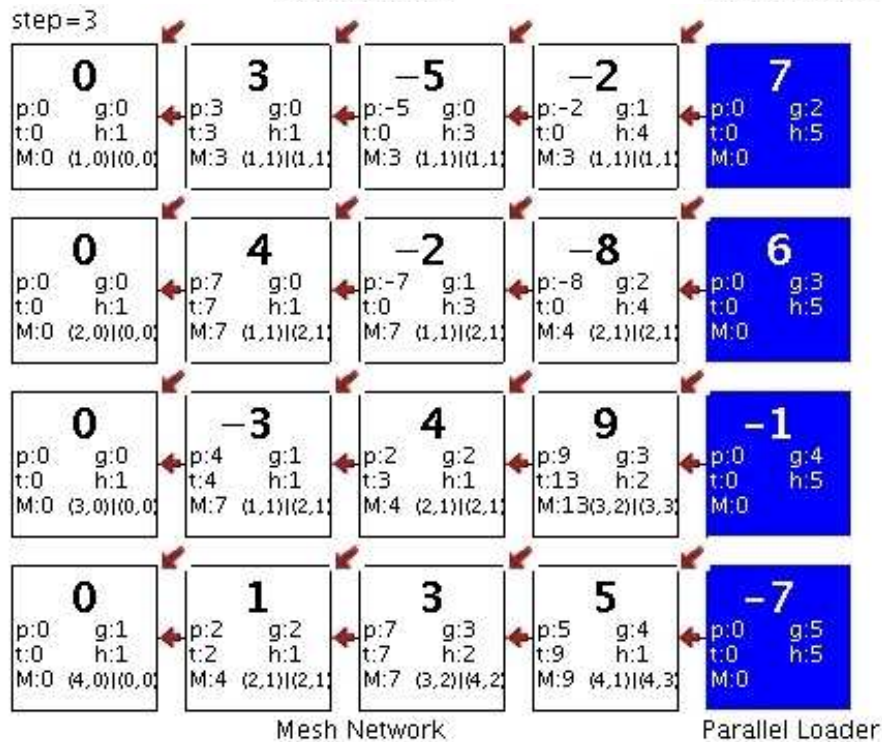 step=3
0 3 −5 −2 7
p:0 g:0 p:3 g:0 p:-5 g:0 p:-2 g:1 p:0 g:2
t:0 h:1 t:3 h:1 t:0 h:3 t:0 h:4 t:0 h:5
M:0 (1,0)|(0,0) M:3 (1,1)|(1,1) M:3 (1,1)|(1,1) M:3 (1,1)|(1,1) M:0
0 4 −2 −8 6
p:0 g:0 p:7 g:0 p:-7 g:1 p:-8 g:2 p:0 g:3
t:0 h:1 t:7 h:1 t:0 h:3 t:0 h:4 t:0 h:5
M:0 (2,0)|(0,0) M:7 (1,1)|(2,1) M:7 (1,1)|(2,1) M:4 (2,1)|(2,1) M:0
0 −3 4 9 −1
p:0 g:0 p:4 g:1 p:2 g:2 p:9 g:3 p:0 g:4
t:0 h:1 t:4 h:1 t:3 h:1 t:13 h:2 t:0 h:5
M:0 (3,0)|(0,0) M:7 (1,1)|(2,1) M:4 (2,1)|(2,1) M:13(3,2)|(3,3) M:0
0 1 3 5 −7
p:0 g:1 p:2 g:2 p:7 g:3 p:5 g:4 p:0 g:5
t:0 h:1 t:2 h:1 t:7 h:2 t:9 h:1 t:0 h:5
M:0 (4,0)|(0,0) M:4 (2,1)|(2,1) M:7 (3,2)|(4,2) M:9 (4,1)|(4,3) M:0
Mesh Network Parallel Loader